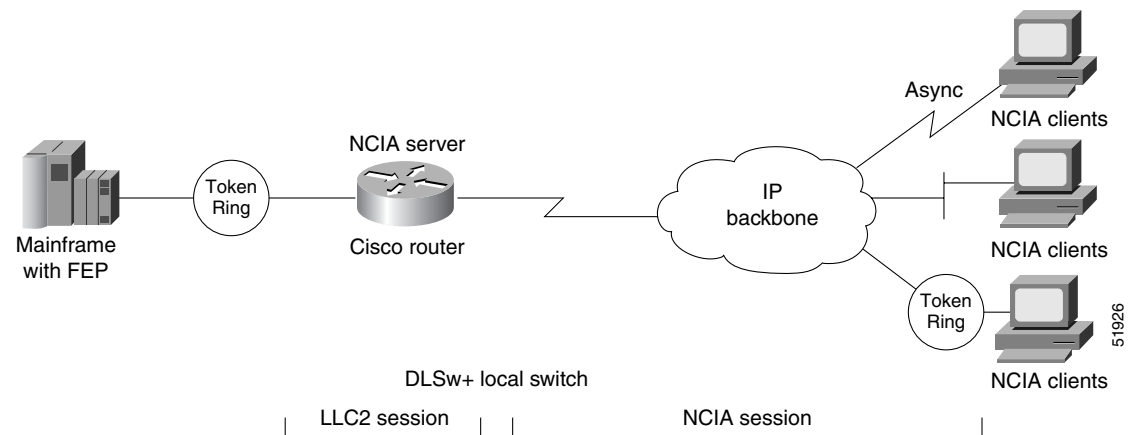 Async
NCIA clients
NCIA server
Token
Ring
IP
backbone
Mainframe
with FEP
Cisco router
NCIA clients
Token
Ring
51926
NCIA clients
DLSw+ local switch
LLC2 session
NCIA session